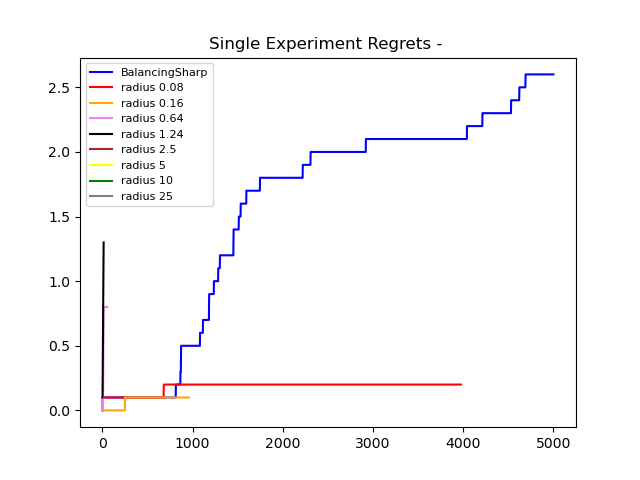 Single Experiment Regrets -
BalancingSharp
radius 0.08
radius 0.16
radius 0.64
radius 1.24
radius 2.5
radius 5
radius 10
radius 25
2.5
2.0
1.5
1.0
0.5
0.0
0 1000 2000 3000 4000 5000